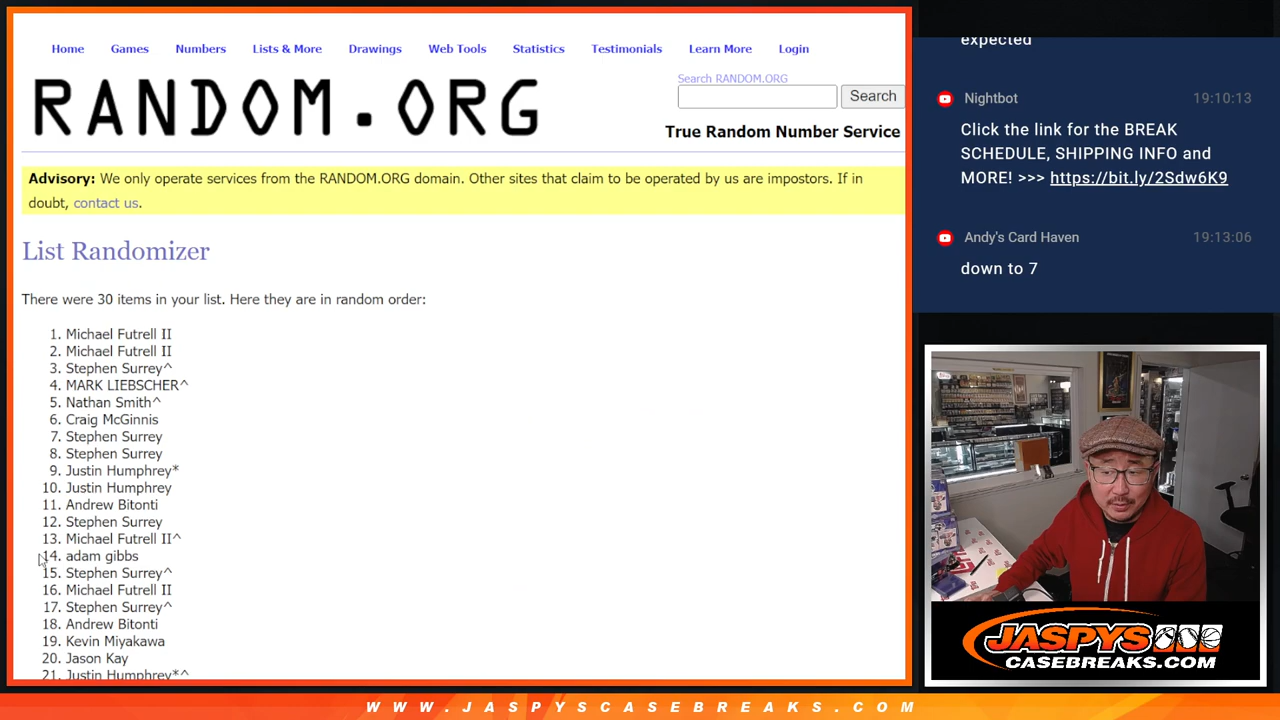 Home Games Numbers Lists & More Drawings Web Tools Statistics Testimonials Learn More Login
RANDOM.ORG
Search RANDOM.ORG
Search
True Random Number Service
Advisory: We only operate services from the RANDOM.ORG domain. Other sites that claim to be operated by us are impostors. If in
doubt, contact us.
List Randomizer
There were 30 items in your list. Here they are in random order:
1. Michael Futrell II
2. Michael Futrell II
3. Stephen Surrey^
4. MARK LIEBSCHER^
5. Nathan Smith^
6. Craig McGinnis
7. Stephen Surrey
8. Stephen Surrey
9. Justin Humphrey*
10. Justin Humphrey
11. Andrew Bitonti
12. Stephen Surrey
13. Michael Futrell II^
14. adam gibbs
15. Stephen Surrey^
16. Michael Futrell II
17. Stephen Surrey^
18. Andrew Bitonti
19. Kevin Miyakawa
20. Jason Kay
21. Justin Humphrey*^
expected
Nightbot 19:10:13
Click the link for the BREAK
SCHEDULE, SHIPPING INFO and
MORE! >>> https://bit.ly/2Sdw6K9
Andy's Card Haven 19:13:06
down to 7
JASPYS
CASEBREAKS.COM
WWW.JASPYSCASEBREAKS.COM